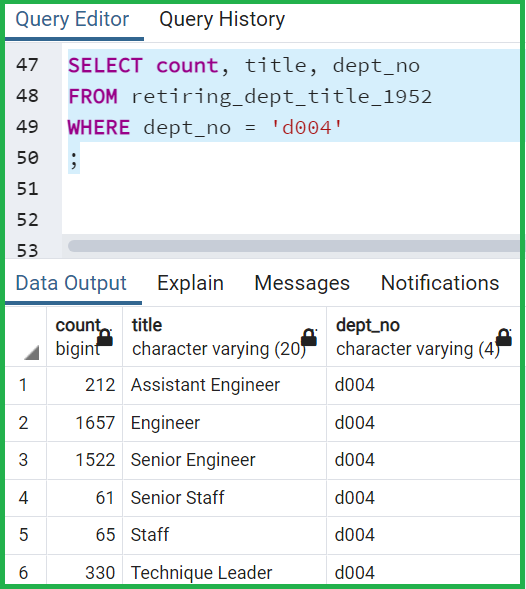 Query Editor Query History
47 SELECT count, title, dept_no
48 FROM retiring_dept_title_1952
49 WHERE dept_no = 'd004'
50 ;
51
52
53
Data Output Explain Messages Notifications
count title dept_no
bigint character varying (20) character varying (4)
1 212 Assistant Engineer d004
2 1657 Engineer d004
3 1522 Senior Engineer d004
4 61 Senior Staff d004
5 65 Staff d004
6 330 Technique Leader d004